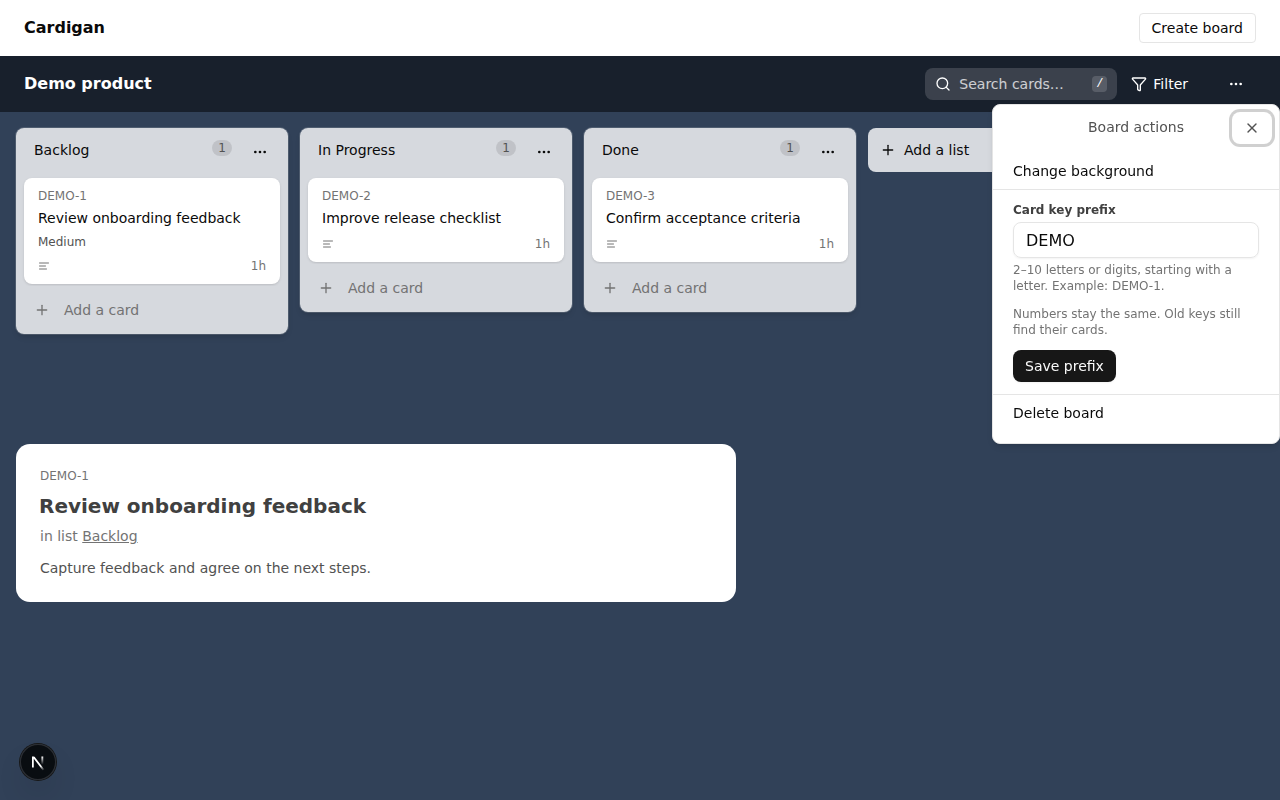 Cardigan
Create board
Demo product
Search cards...
/
Filter
Board actions
Change background
Card key prefix
DEMO
2–10 letters or digits, starting with a
letter. Example: DEMO-1.
Numbers stay the same. Old keys still
find their cards.
Save prefix
Delete board
Backlog
1
DEMO-1
Review onboarding feedback
Medium
1h
Add a card
In Progress
1
DEMO-2
Improve release checklist
1h
Add a card
Done
1
DEMO-3
Confirm acceptance criteria
1h
Add a card
Add a list
DEMO-1
Review onboarding feedback
in list Backlog
Capture feedback and agree on the next steps.
N